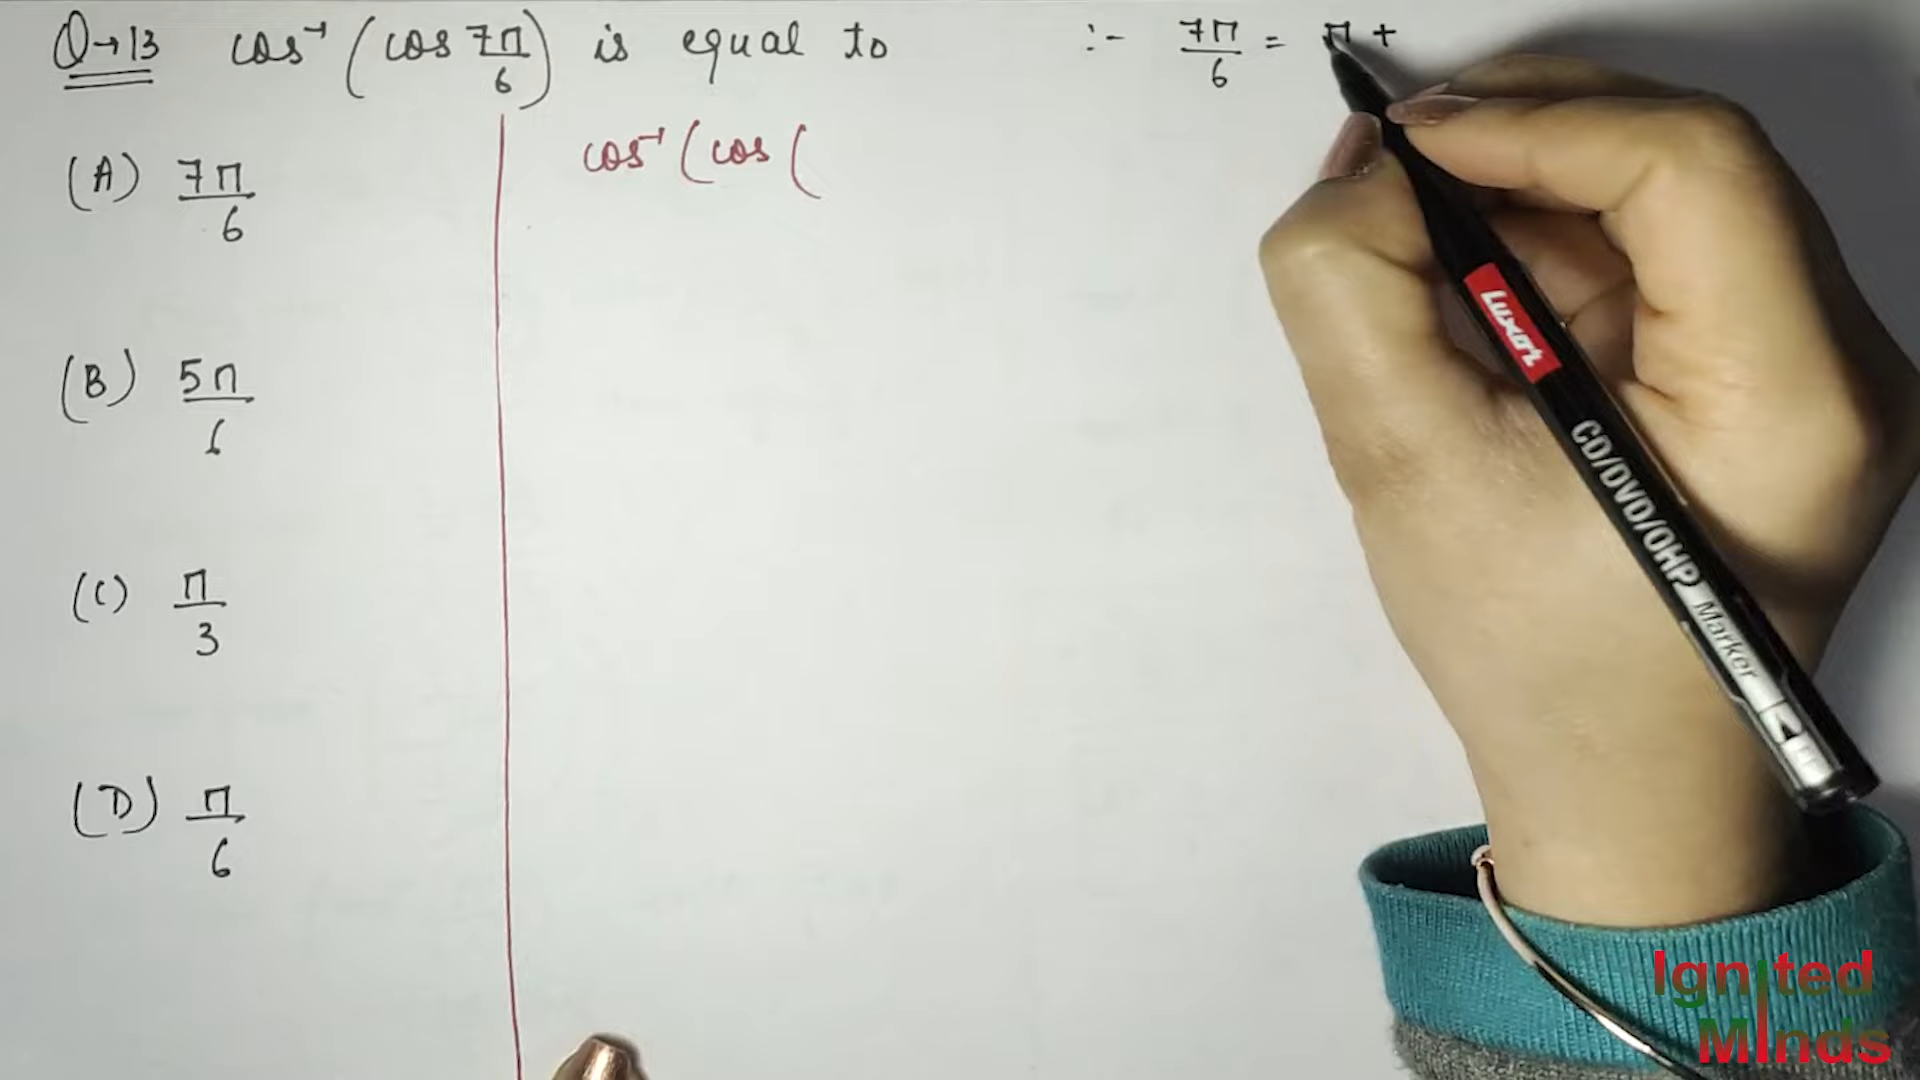 Q→13 cos⁻¹ (cos 7π/6) is equal to :- 7π/6 = π +
cos⁻¹ (cos (
(A) 7π/6
(B) 5π/6
(C) π/3
(D) π/6
Luxor
CD/DVD/OHP Marker
Ignited
Minds